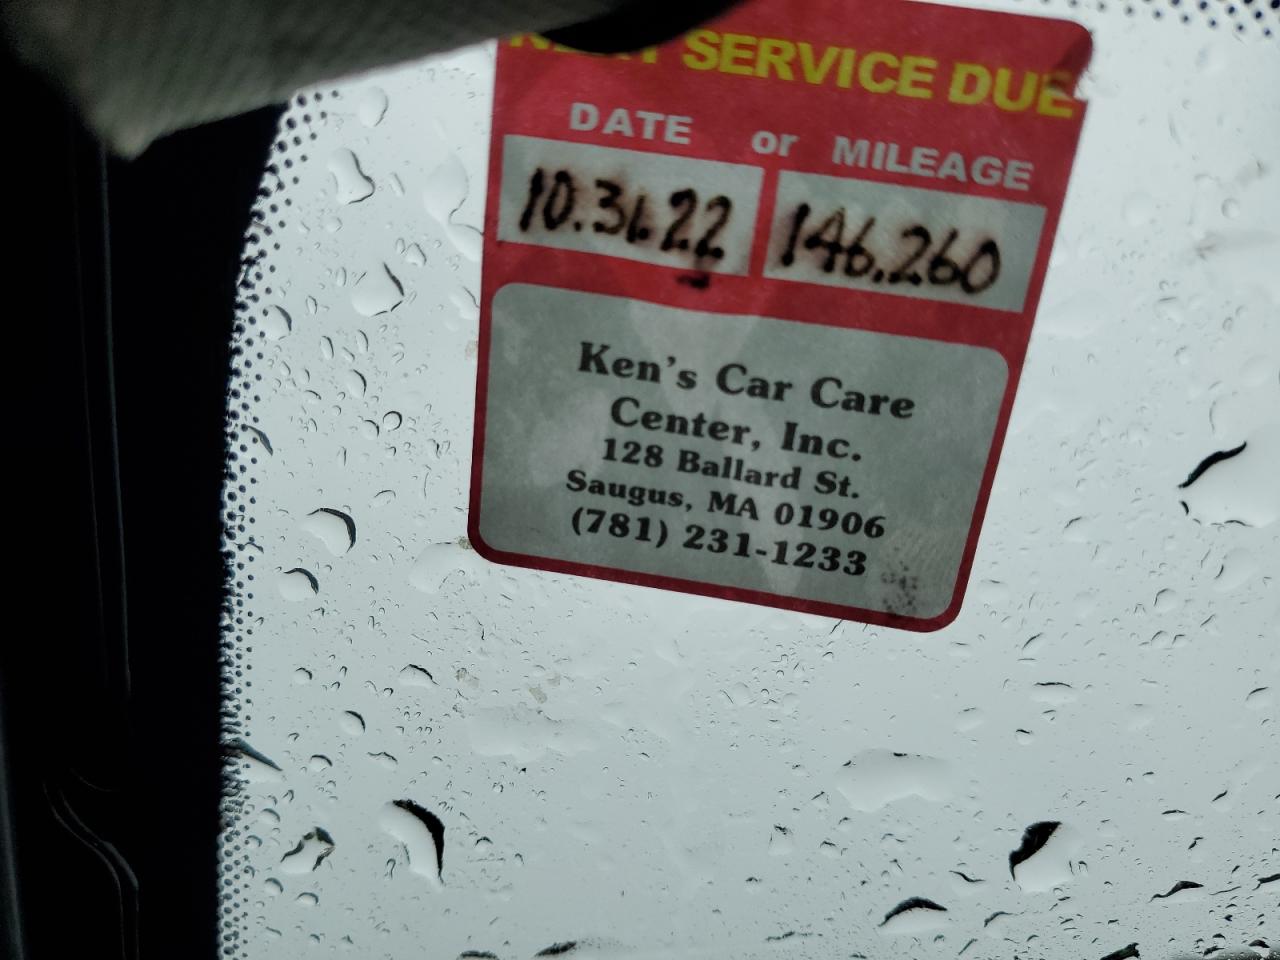 NEXT SERVICE DUE
DATE or MILEAGE
10.31.22 146.260
Ken's Car Care
Center, Inc.
128 Ballard St.
Saugus, MA 01906
(781) 231-1233